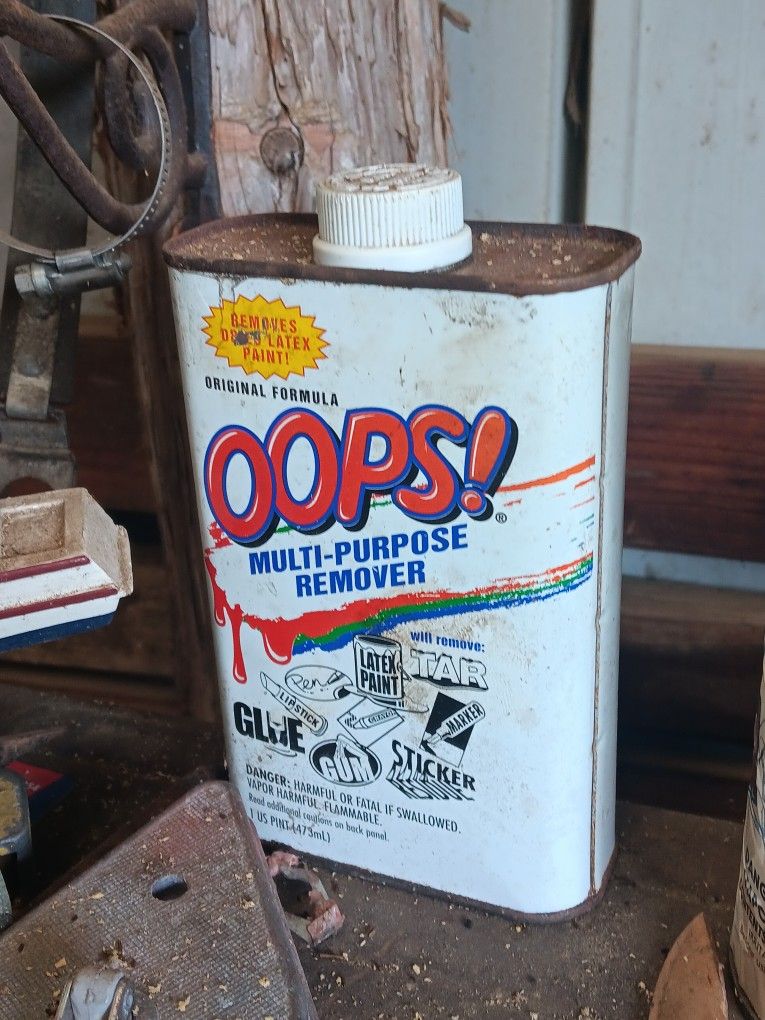 REMOVES
DRIED LATEX
PAINT!
ORIGINAL FORMULA
OOPS!®
MULTI-PURPOSE
REMOVER
will remove:
LATEX
PAINT
TAR
Pen
LIPSTICK
MARKER
GLUE
GUM
STICKER
DANGER: HARMFUL OR FATAL IF SWALLOWED.
VAPOR HARMFUL. FLAMMABLE.
Read additional cautions on back panel.
1 US PINT (473mL)